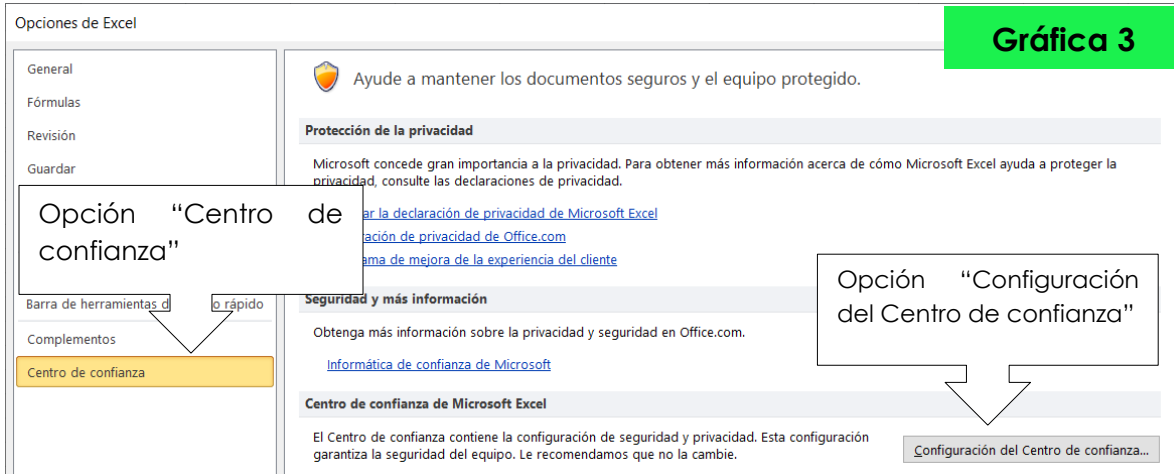 Opciones de Excel
Gráfica 3
General
Fórmulas
Revisión
Guardar
Opción “Centro de
confianza”
Barra de herramientas d
o rápido
Complementos
Centro de confianza
Ayude a mantener los documentos seguros y el equipo protegido.
Protección de la privacidad
Microsoft concede gran importancia a la privacidad. Para obtener más información acerca de cómo Microsoft Excel ayuda a proteger la
privacidad, consulte las declaraciones de privacidad.
ar la declaración de privacidad de Microsoft Excel
ración de privacidad de Office.com
ama de mejora de la experiencia del cliente
Seguridad y más información
Obtenga más información sobre la privacidad y seguridad en Office.com.
Informática de confianza de Microsoft
Opción “Configuración
del Centro de confianza”
Centro de confianza de Microsoft Excel
El Centro de confianza contiene la configuración de seguridad y privacidad. Esta configuración
garantiza la seguridad del equipo. Le recomendamos que no la cambie.
Configuración del Centro de confianza...